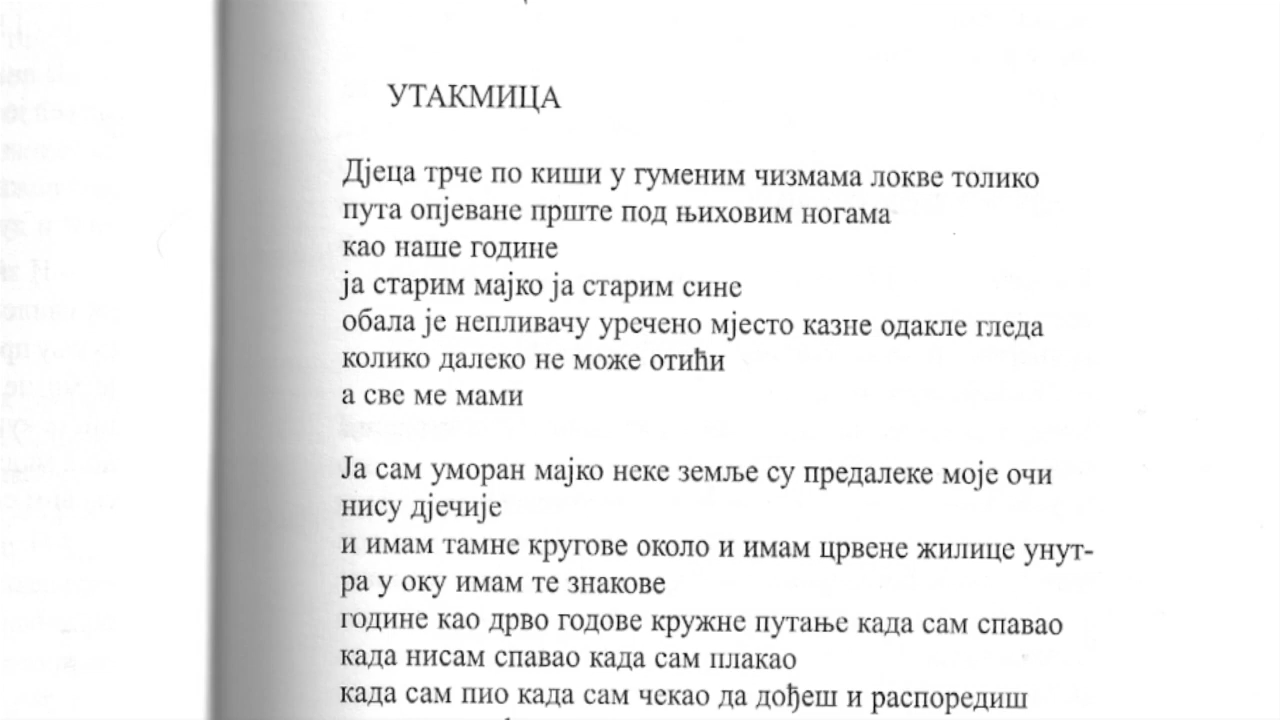 УТАКМИЦА
Дјеца трче по киши у гуменим чизмама локве толико
пута опјеване прште под њиховим ногама
као наше године
ја старим мајко ја старим сине
обала је непливачу уречено мјесто казне одакле гледа
колико далеко не може отићи
а све ме мами
Ја сам уморан мајко неке земље су предалеке моје очи
нису дјечије
и имам тамне кругове около и имам црвене жилице унут-
ра у оку имам те знакове
године као дрво годове кружне путање када сам спавао
када нисам спавао када сам плакао
када сам пио када сам чекао да дођеш и распоредиш